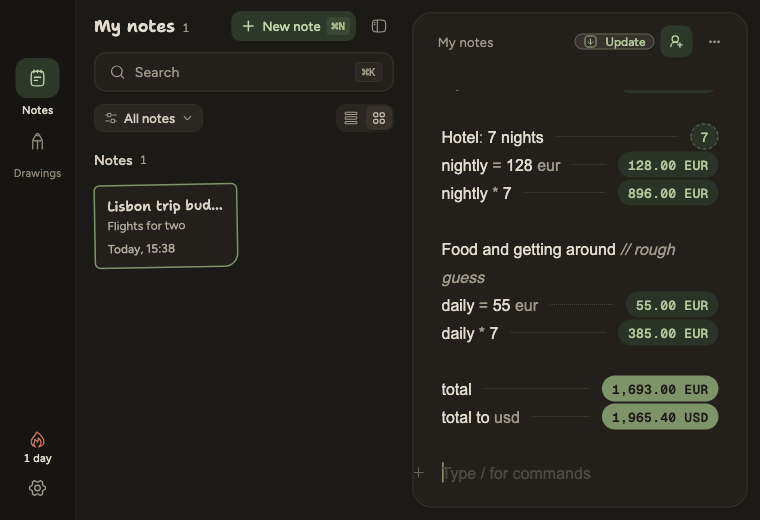 My notes 1
+ New note ⌘N
Search ⌘K
Notes
All notes
Drawings
Notes 1
Lisbon trip bud...
Flights for two
Today, 15:38
1 day
My notes
Update
Hotel: 7 nights 7
nightly = 128 eur 128.00 EUR
nightly * 7 896.00 EUR
Food and getting around // rough
guess
daily = 55 eur 55.00 EUR
daily * 7 385.00 EUR
total 1,693.00 EUR
total to usd 1,965.40 USD
+ Type / for commands